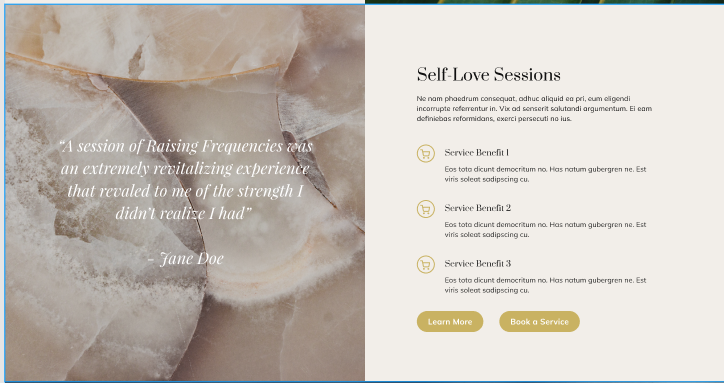 “A session of Raising Frequencies was
an extremely revitalizing experience
that revaled to me of the strength I
didn’t realize I had”
- Jane Doe
Self-Love Sessions
Ne nam phaedrum consequat, adhuc aliquid ea pri, eum eligendi
incorrupte referrentur in. Vix ad senserit salutandi argumentum. Ei eam
definiebas reformidans, exerci persecuti no ius.
Service Benefit 1
Eos tota dicunt democritum no. Has natum gubergren ne. Est
viris soleat sadipscing cu.
Service Benefit 2
Eos tota dicunt democritum no. Has natum gubergren ne. Est
viris soleat sadipscing cu.
Service Benefit 3
Eos tota dicunt democritum no. Has natum gubergren ne. Est
viris soleat sadipscing cu.
Learn More
Book a Service